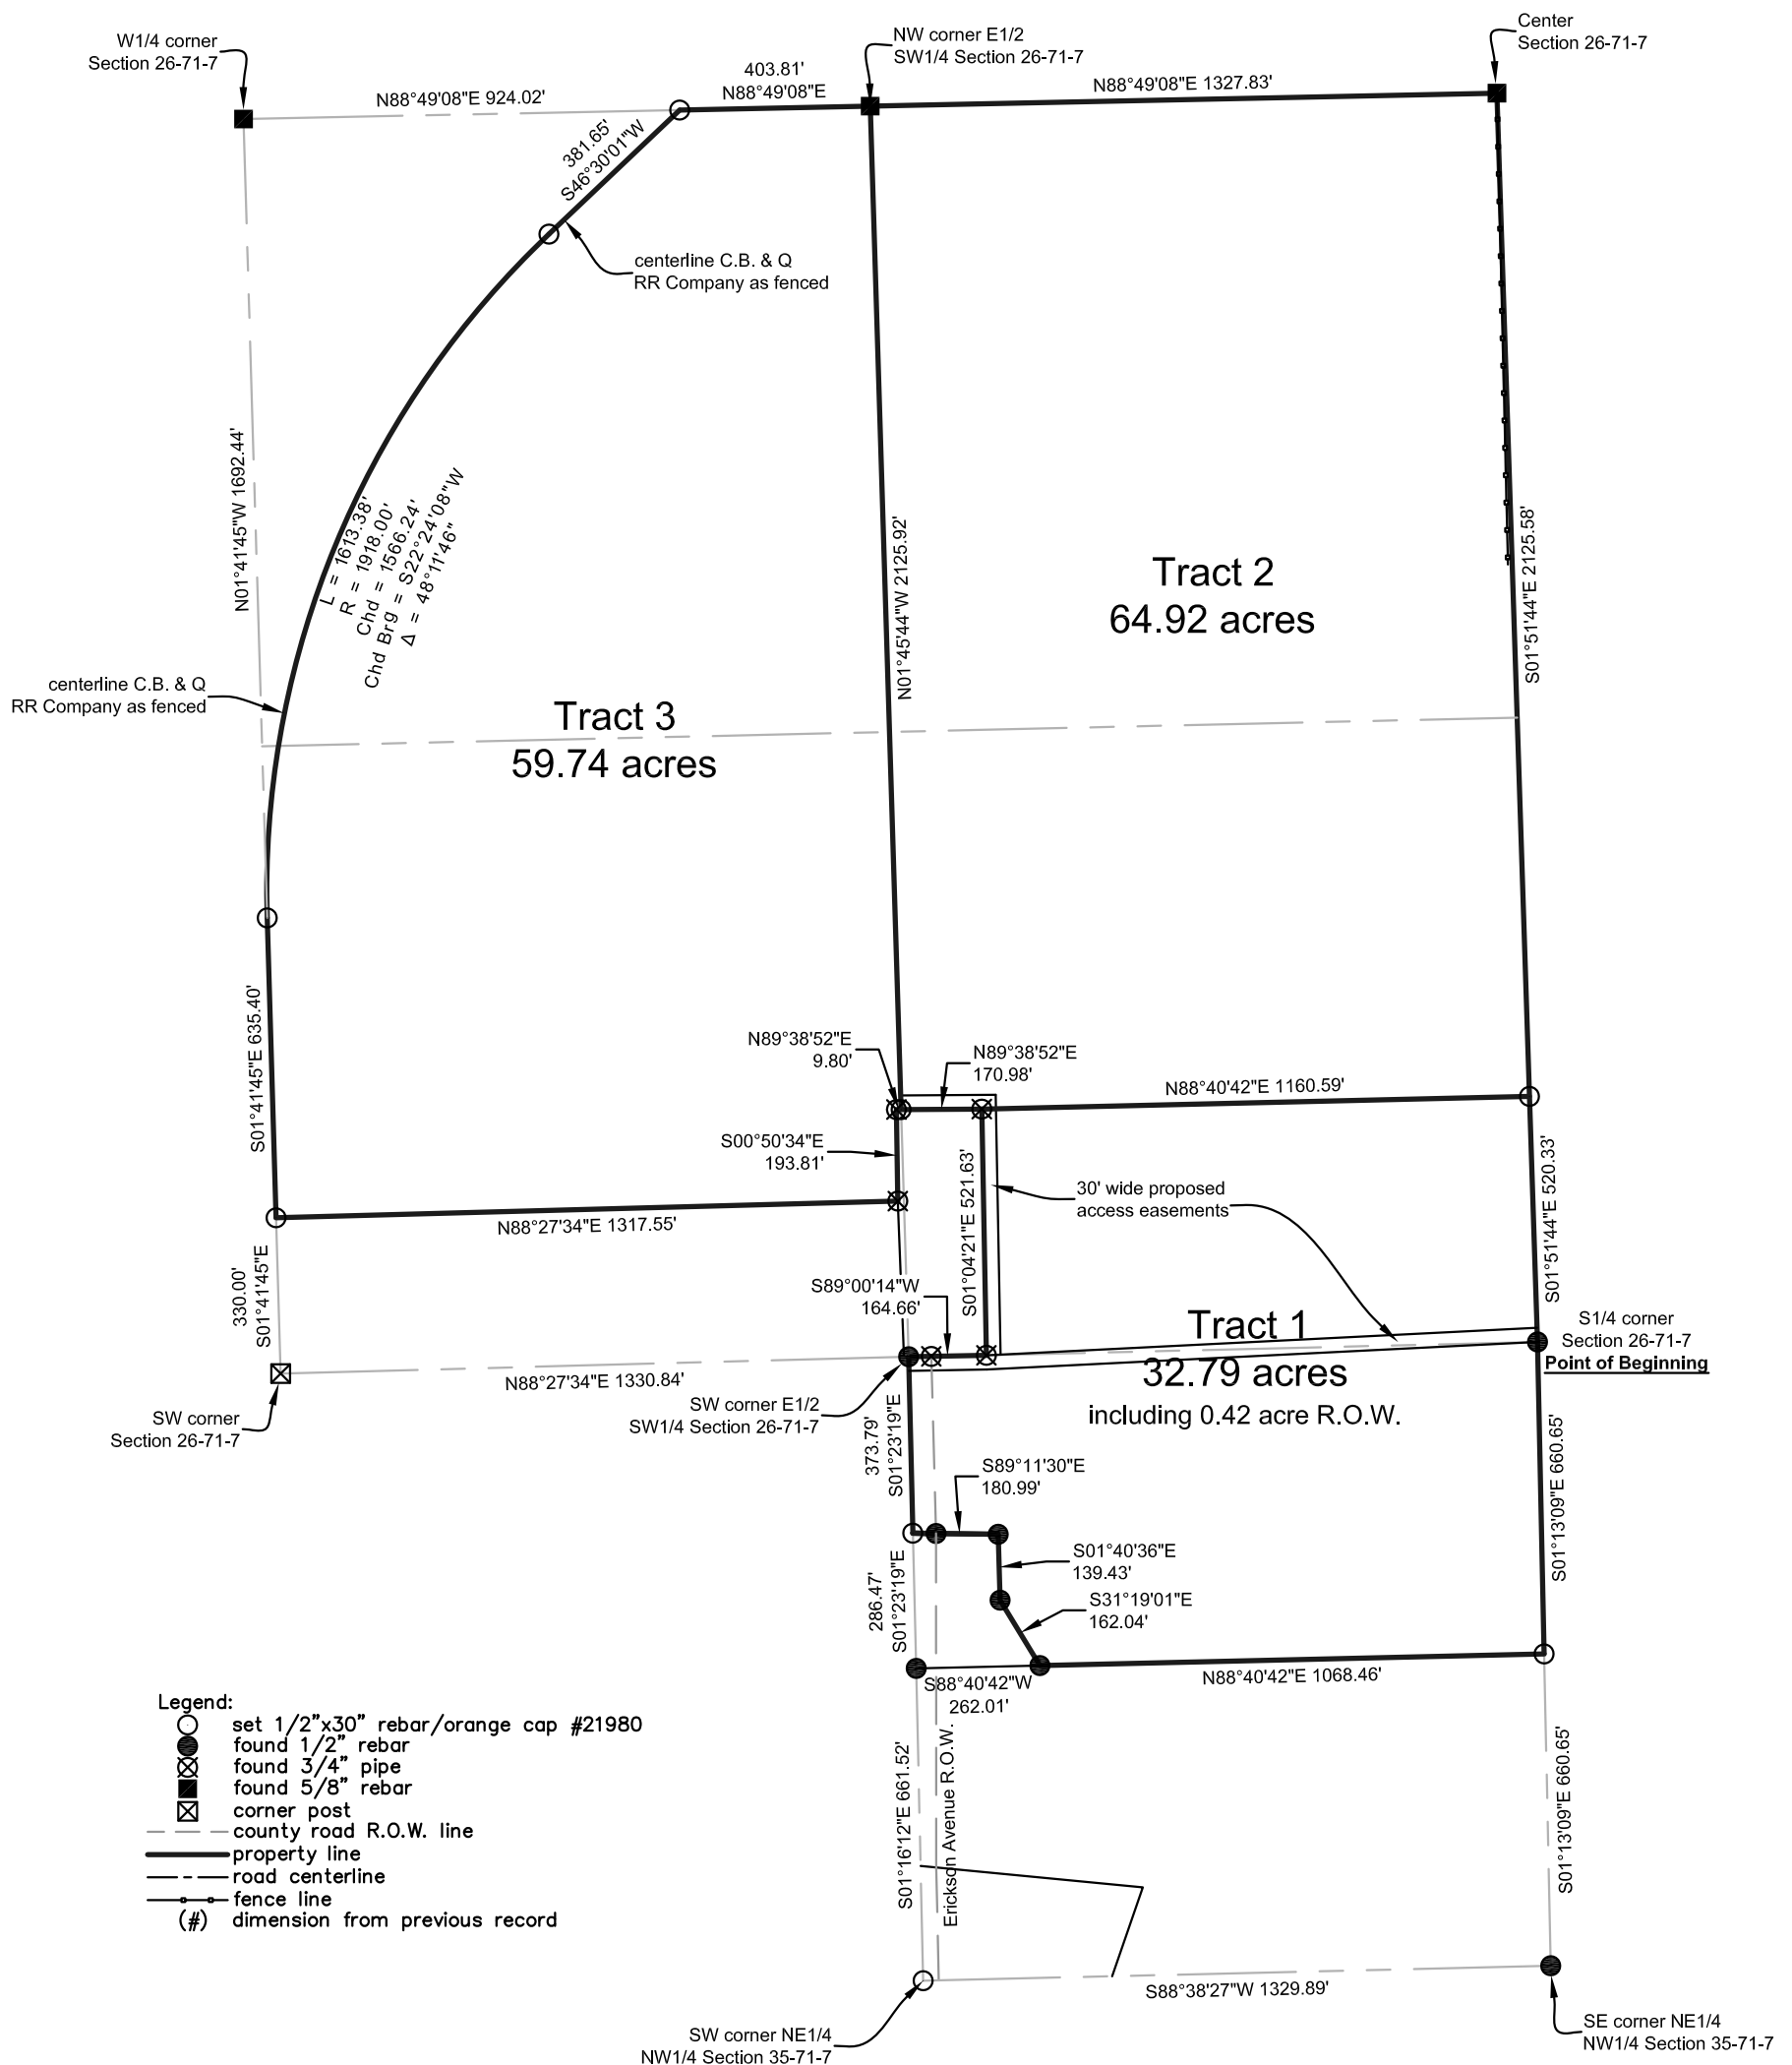 W1/4 corner
Section 26-71-7
NW corner E1/2
SW1/4 Section 26-71-7
Center
Section 26-71-7
N88°49'08"E 924.02'
403.81'
N88°49'08"E
N88°49'08"E 1327.83'
381.65'
S46°30'01"W
centerline C.B. & Q
RR Company as fenced
N01°41'45"W 1692.44'
L = 1613.38'
R = 1918.00'
Chd = 1566.24'
Chd Brg = S22°24'08"W
Δ = 48°11'46"
N01°45'44"W 2125.92'
Tract 2
64.92 acres
S01°51'44"E 2125.58'
centerline C.B. & Q
RR Company as fenced
Tract 3
59.74 acres
S01°41'45"E 635.40'
N89°38'52"E
9.80'
N89°38'52"E
170.98'
N88°40'42"E 1160.59'
S00°50'34"E
193.81'
S01°04'21"E 521.63'
30' wide proposed
access easements
S01°51'44"E 520.33'
N88°27'34"E 1317.55'
330.00'
S01°41'45"E
S89°00'14"W
164.66'
Tract 1
32.79 acres
including 0.42 acre R.O.W.
S1/4 corner
Section 26-71-7
Point of Beginning
N88°27'34"E 1330.84'
SW corner
Section 26-71-7
SW corner E1/2
SW1/4 Section 26-71-7
373.79'
S01°23'19"E
S89°11'30"E
180.99'
S01°13'09"E 660.65'
286.47'
S01°23'19"E
S01°40'36"E
139.43'
S31°19'01"E
162.04'
S88°40'42"W
262.01'
N88°40'42"E 1068.46'
Legend:
set 1/2"x30" rebar/orange cap #21980
found 1/2" rebar
found 3/4" pipe
found 5/8" rebar
corner post
county road R.O.W. line
property line
road centerline
fence line
(#) dimension from previous record
S01°16'12"E 661.52'
Erickson Avenue R.O.W.
S01°13'09"E 660.65'
S88°38'27"W 1329.89'
SW corner NE1/4
NW1/4 Section 35-71-7
SE corner NE1/4
NW1/4 Section 35-71-7